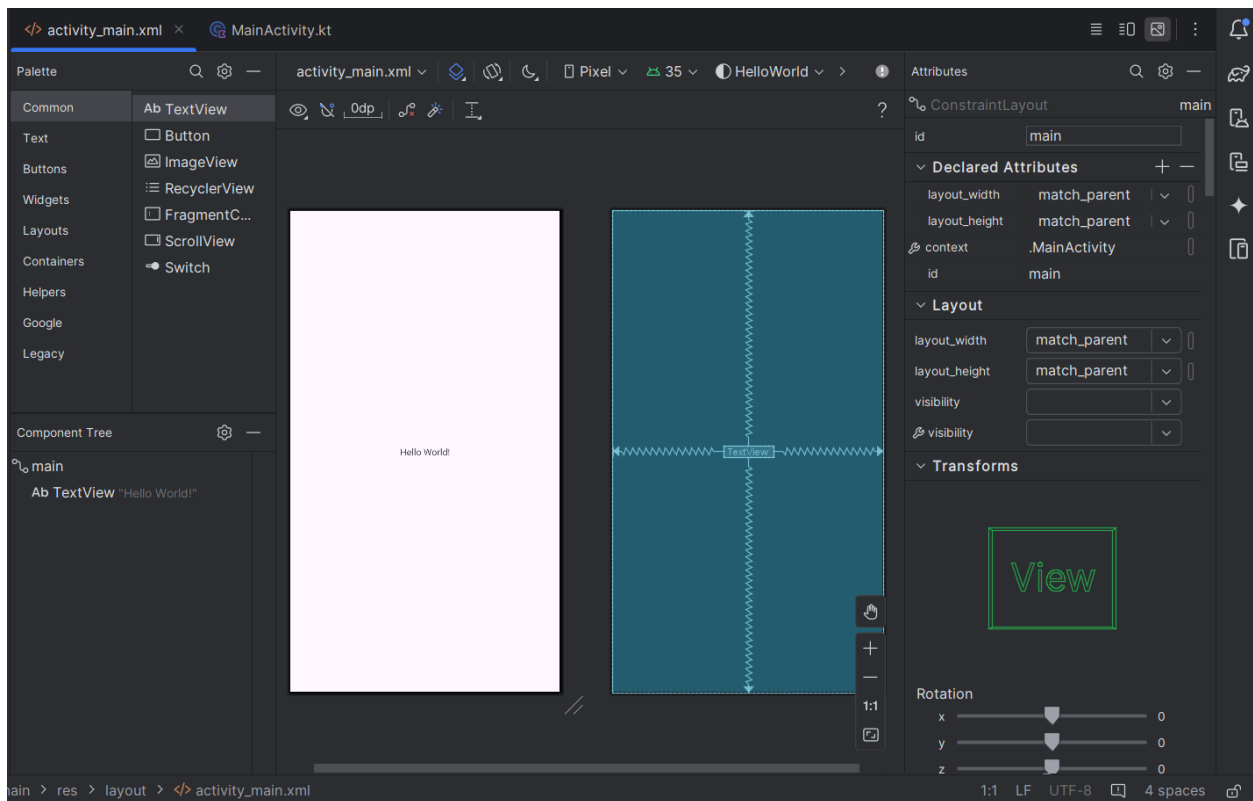 activity_main.xml
MainActivity.kt
Palette
activity_main.xml
Pixel
35
HelloWorld
Attributes
Common
Text
Buttons
Widgets
Layouts
Containers
Helpers
Google
Legacy
Ab TextView
Button
ImageView
RecyclerView
FragmentC...
ScrollView
Switch
0dp
?
ConstraintLayout main
id main
Declared Attributes
layout_width match_parent
layout_height match_parent
context .MainActivity
id main
Layout
layout_width match_parent
layout_height match_parent
visibility
visibility
Transforms
View
Rotation
x 0
y 0
z 0
Component Tree
main
Ab TextView "Hello World!"
Hello World!
TextView
1:1
main > res > layout > activity_main.xml
1:1 LF UTF-8 4 spaces